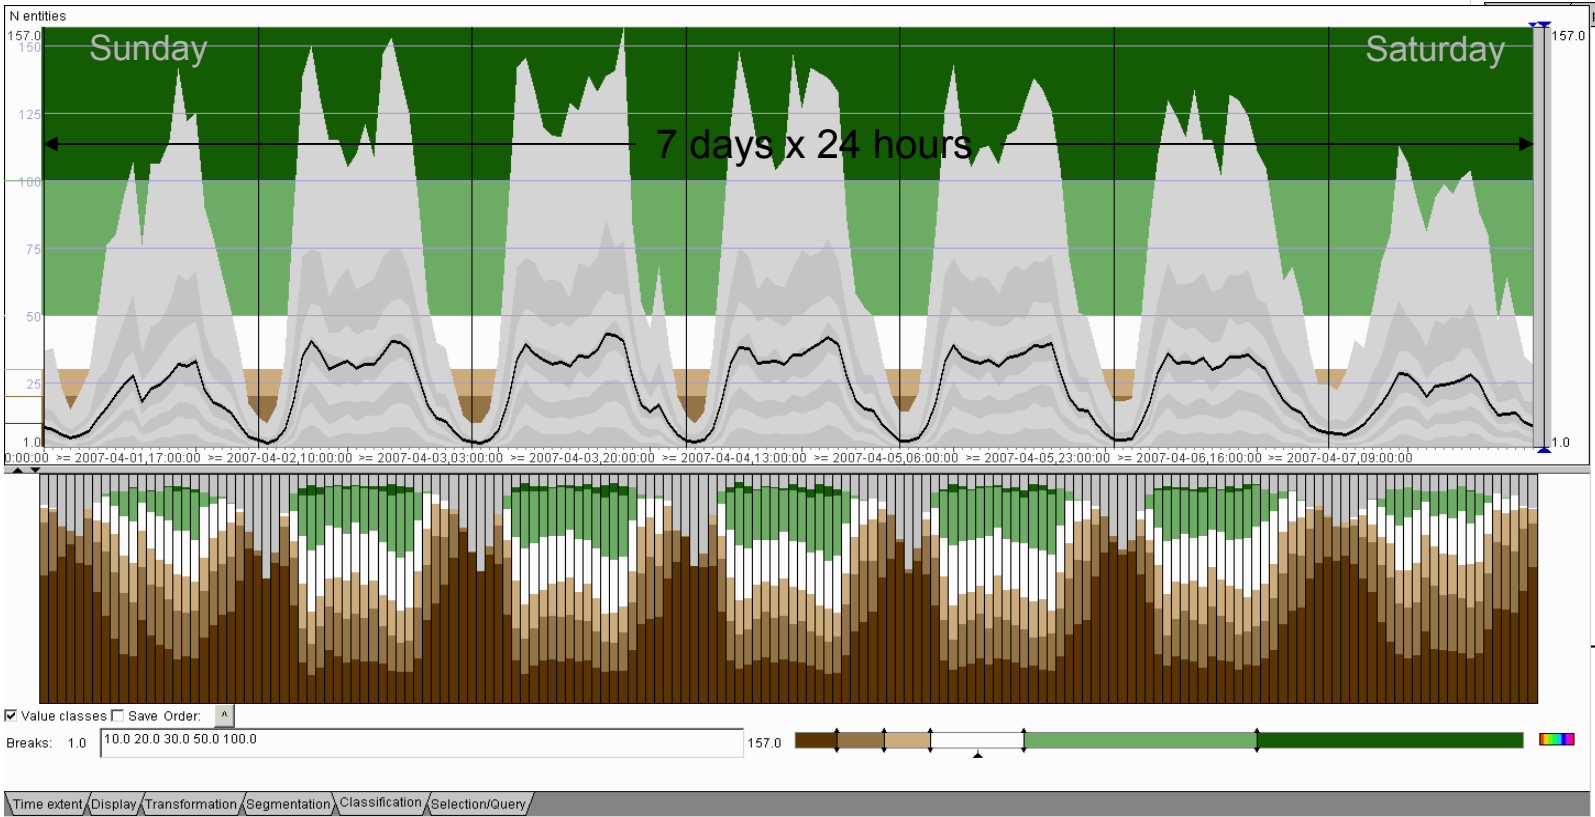 N entities
157.0
150
Sunday
Saturday
157.0
125
7 days x 24 hours
100
75
50
25
1.0
1.0
0:00:00 >= 2007-04-01,17:00:00 >= 2007-04-02,10:00:00 >= 2007-04-03,03:00:00 >= 2007-04-03,20:00:00 >= 2007-04-04,13:00:00 >= 2007-04-05,06:00:00 >= 2007-04-05,23:00:00 >= 2007-04-06,16:00:00 >= 2007-04-07,09:00:00
Value classes Save Order: ^
Breaks: 1.0 10.0 20.0 30.0 50.0 100.0 157.0
Time extent Display Transformation Segmentation Classification Selection/Query